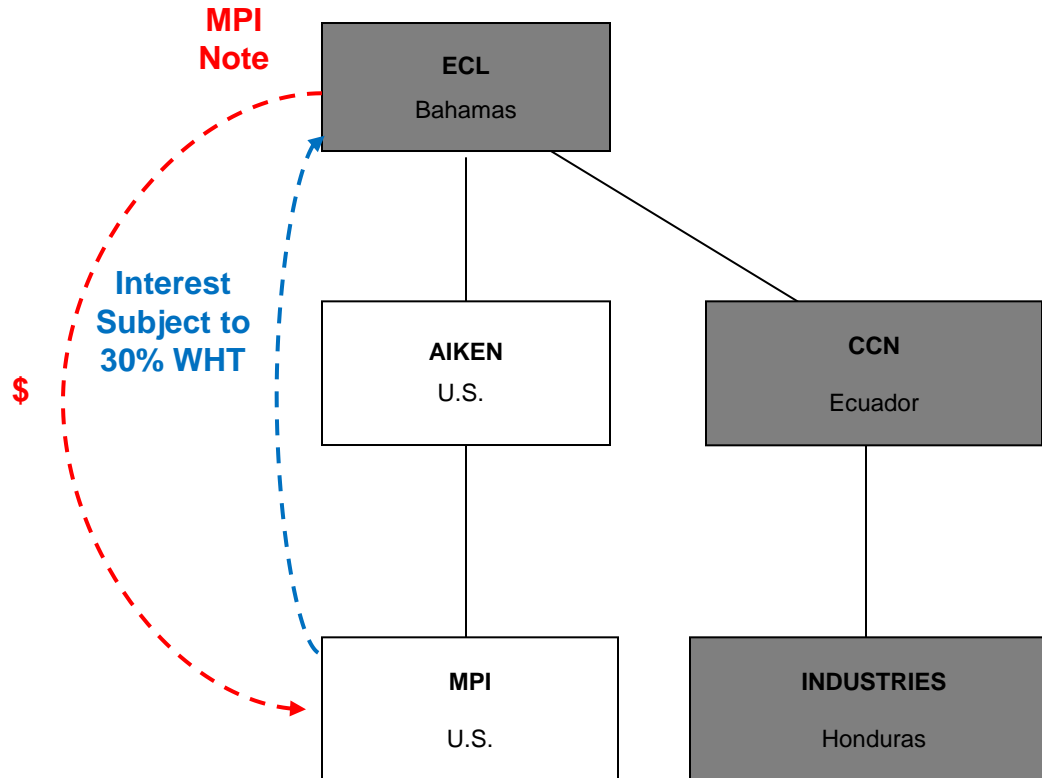 MPI
Note
ECL
Bahamas
Interest
Subject to
30% WHT
$
AIKEN
U.S.
CCN
Ecuador
MPI
U.S.
INDUSTRIES
Honduras